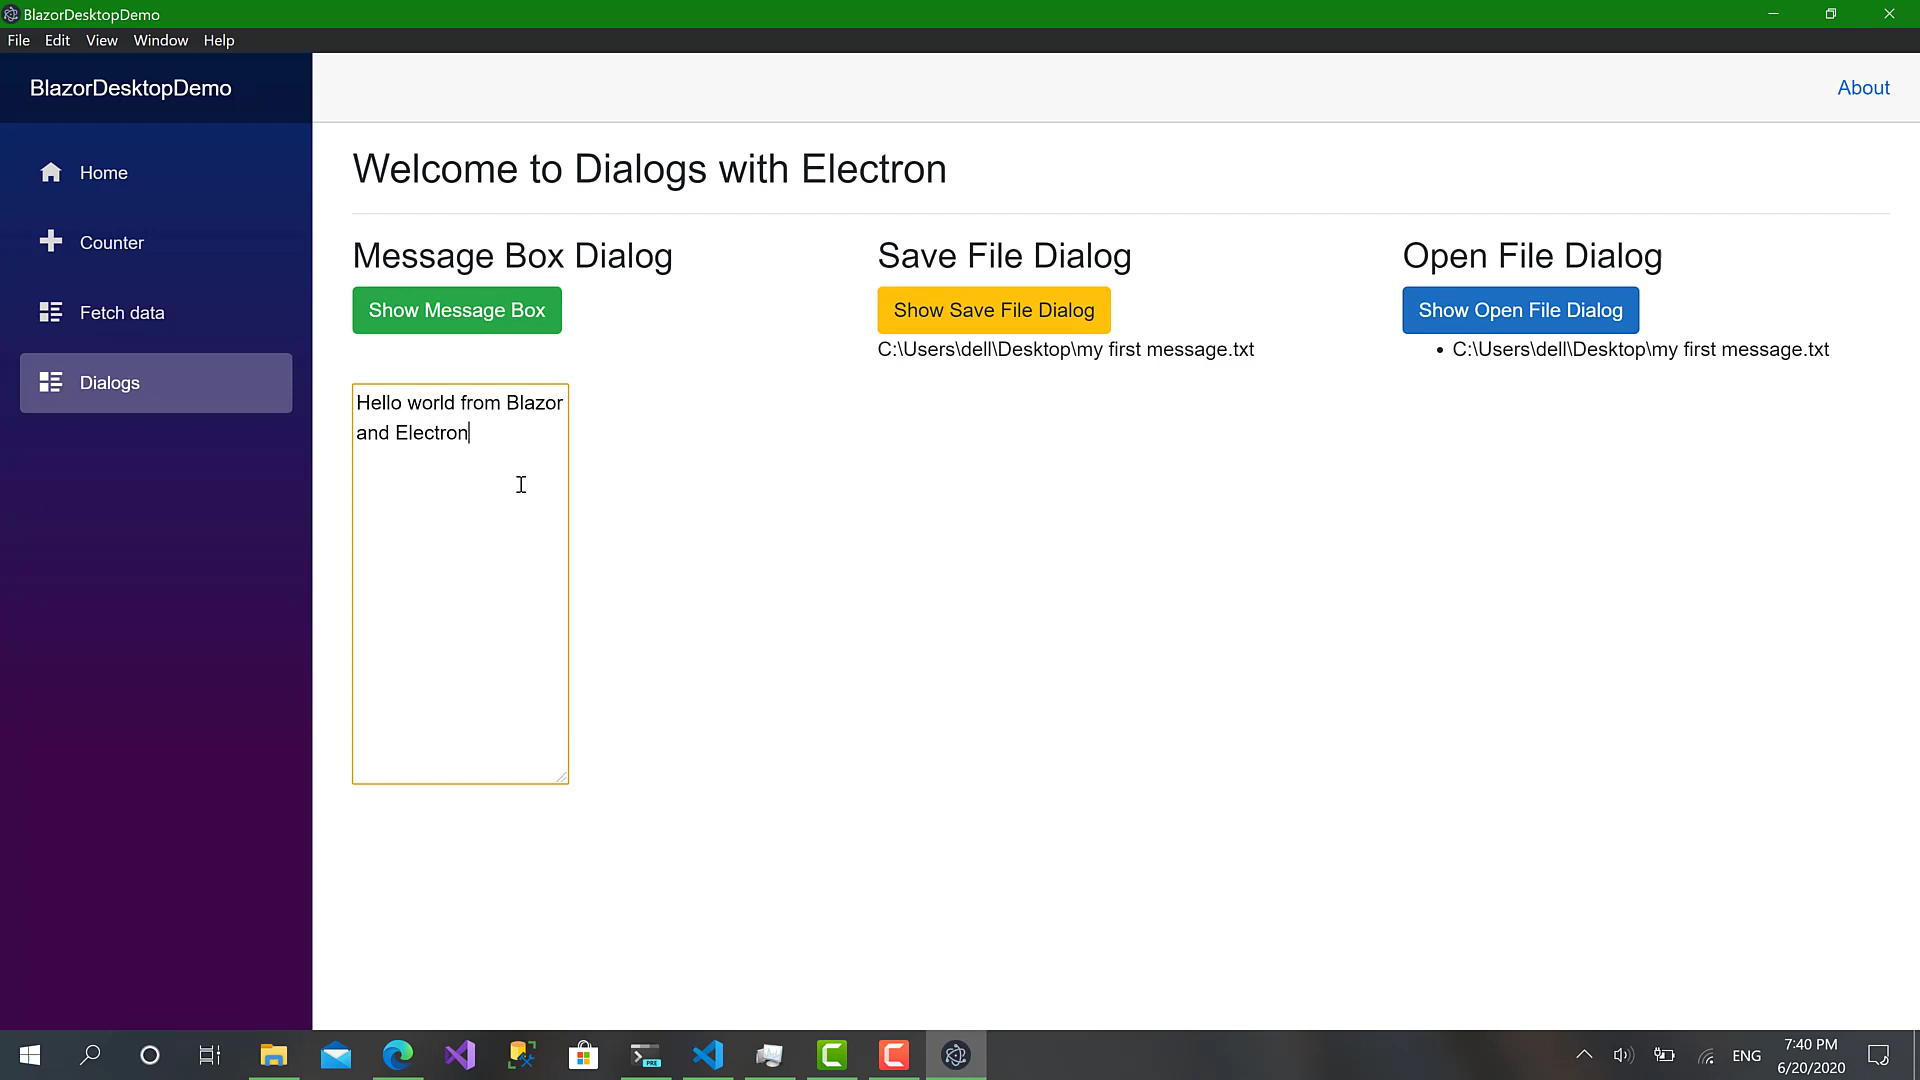 BlazorDesktopDemo
File Edit View Window Help
BlazorDesktopDemo
About
Home
Counter
Fetch data
Dialogs
Welcome to Dialogs with Electron
Message Box Dialog
Show Message Box
Save File Dialog
Show Save File Dialog
C:\Users\dell\Desktop\my first message.txt
Open File Dialog
Show Open File Dialog
• C:\Users\dell\Desktop\my first message.txt
Hello world from Blazor
and Electron
PRE
ENG
7:40 PM
6/20/2020